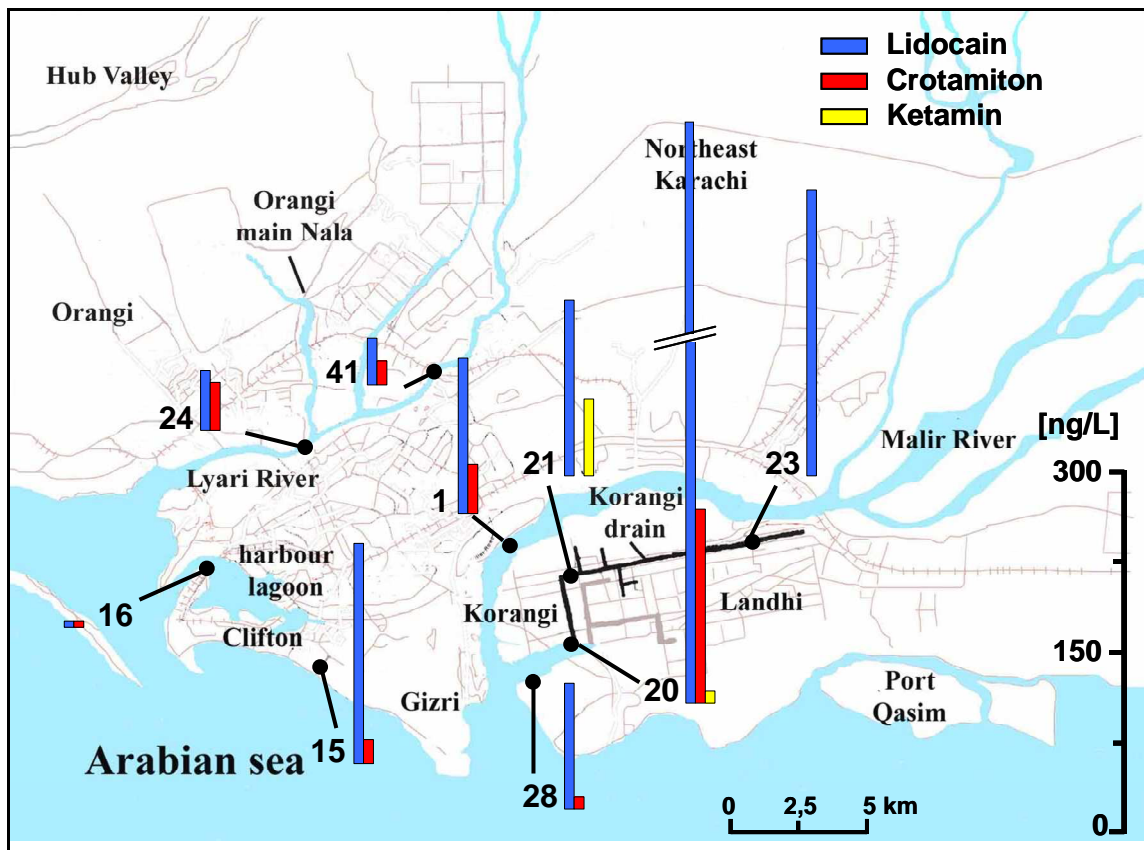 Lidocain
Crotamiton
Ketamin
Hub Valley
Northeast
Karachi
Orangi
main Nala
Orangi
41
24
Lyari River
[ng/L]
Malir River
300
21
23
Korangi
drain
1
harbour
lagoon
16
Korangi
Landhi
Clifton
150
20
Gizri
Port
Qasim
15
Arabian sea
28
0 2,5 5 km
0